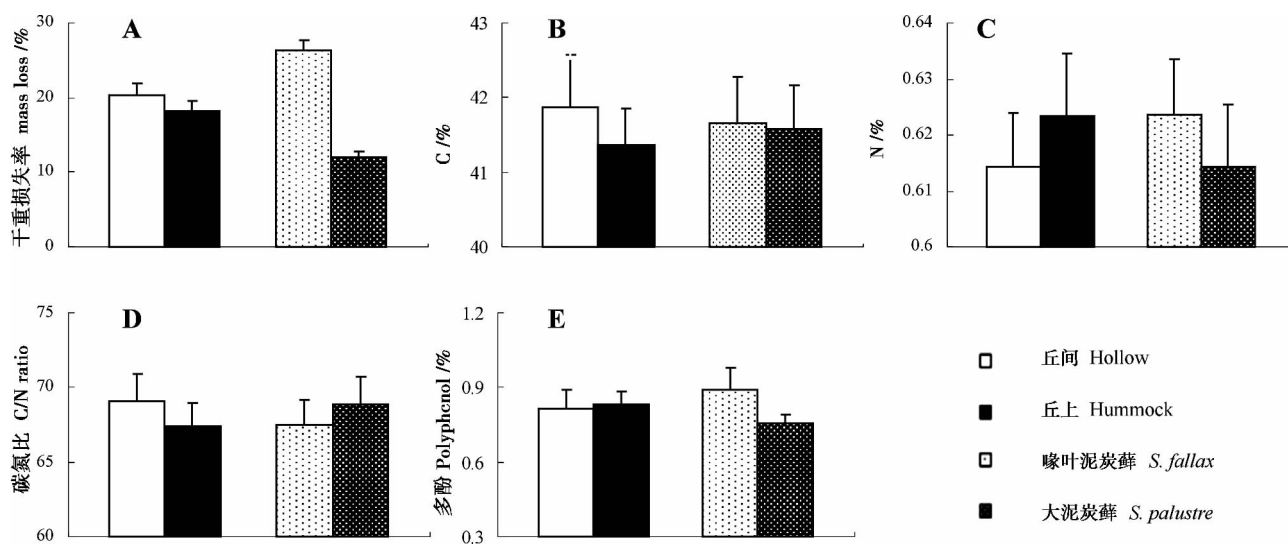 A
干重损失率 mass loss /%
30
20
10
0
B
C /%
43
42
41
40
C
N /%
0.64
0.63
0.62
0.61
0.6
D
碳氮比 C/N ratio
75
70
65
60
E
多酚 Polyphcnol /%
1.2
0.9
0.6
0.3
丘间 Hollow
丘上 Hummock
喙叶泥炭藓 S. fallax
大泥炭藓 S. palustre